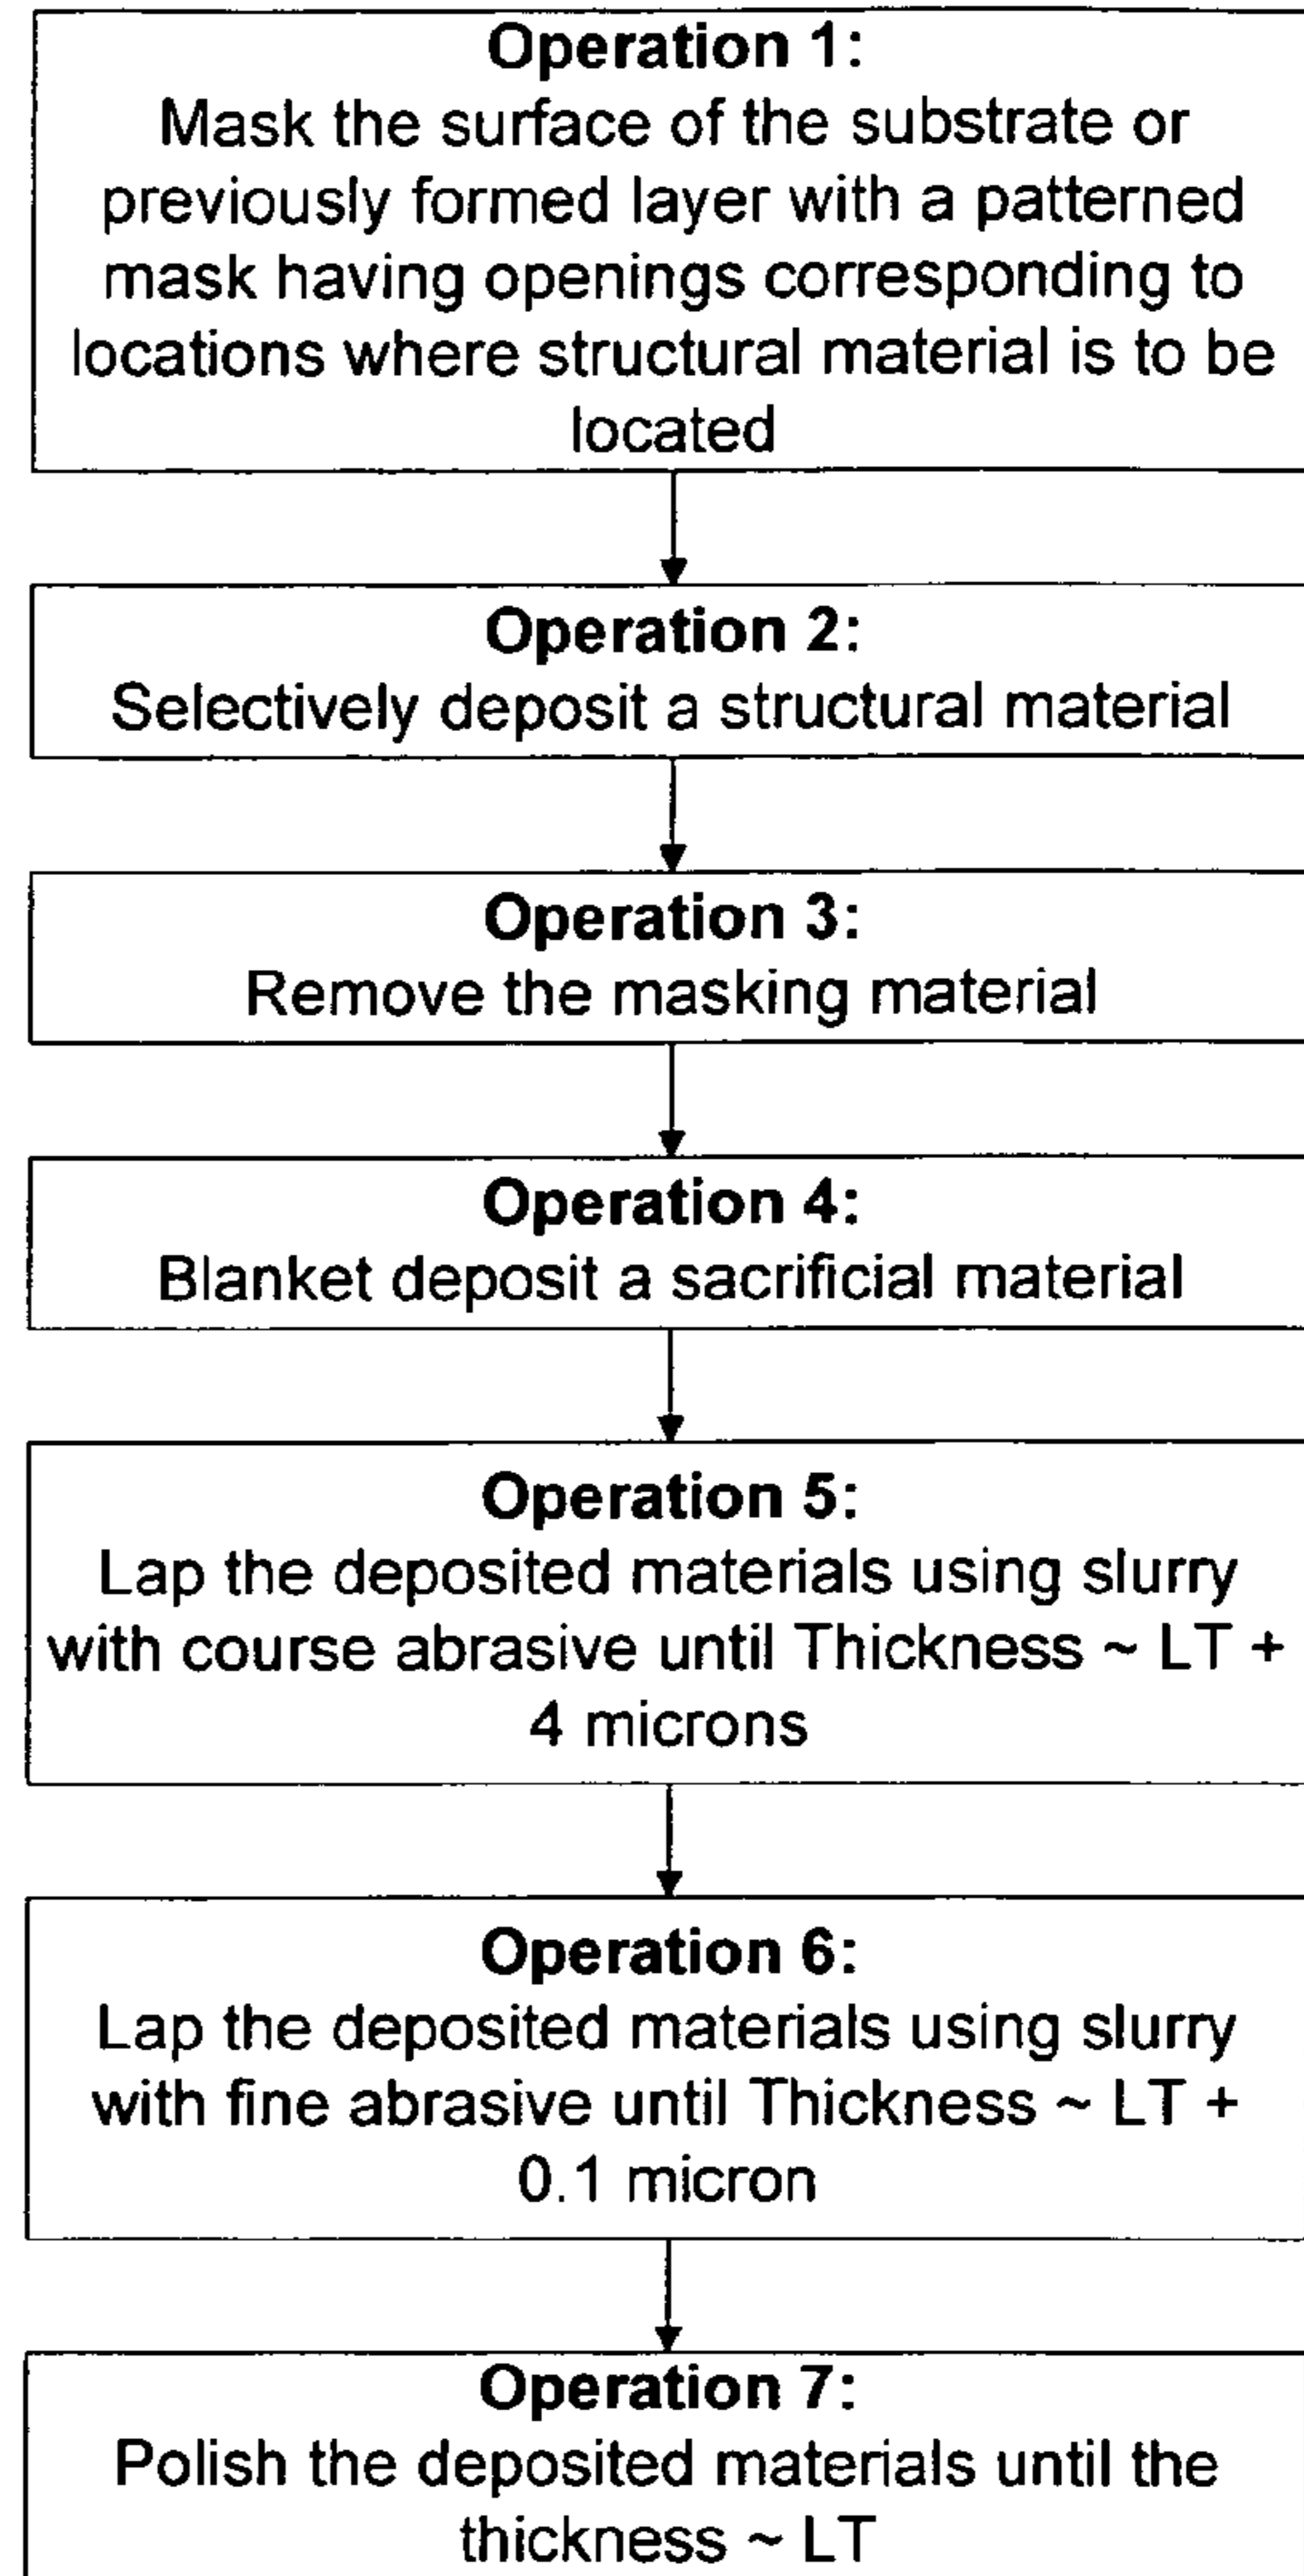 Operation 1:
Mask the surface of the substrate or
previously formed layer with a patterned
mask having openings corresponding to
locations where structural material is to be
located
Operation 2:
Selectively deposit a structural material
Operation 3:
Remove the masking material
Operation 4:
Blanket deposit a sacrificial material
Operation 5:
Lap the deposited materials using slurry
with course abrasive until Thickness ~ LT +
4 microns
Operation 6:
Lap the deposited materials using slurry
with fine abrasive until Thickness ~ LT +
0.1 micron
Operation 7:
Polish the deposited materials until the
thickness ~ LT